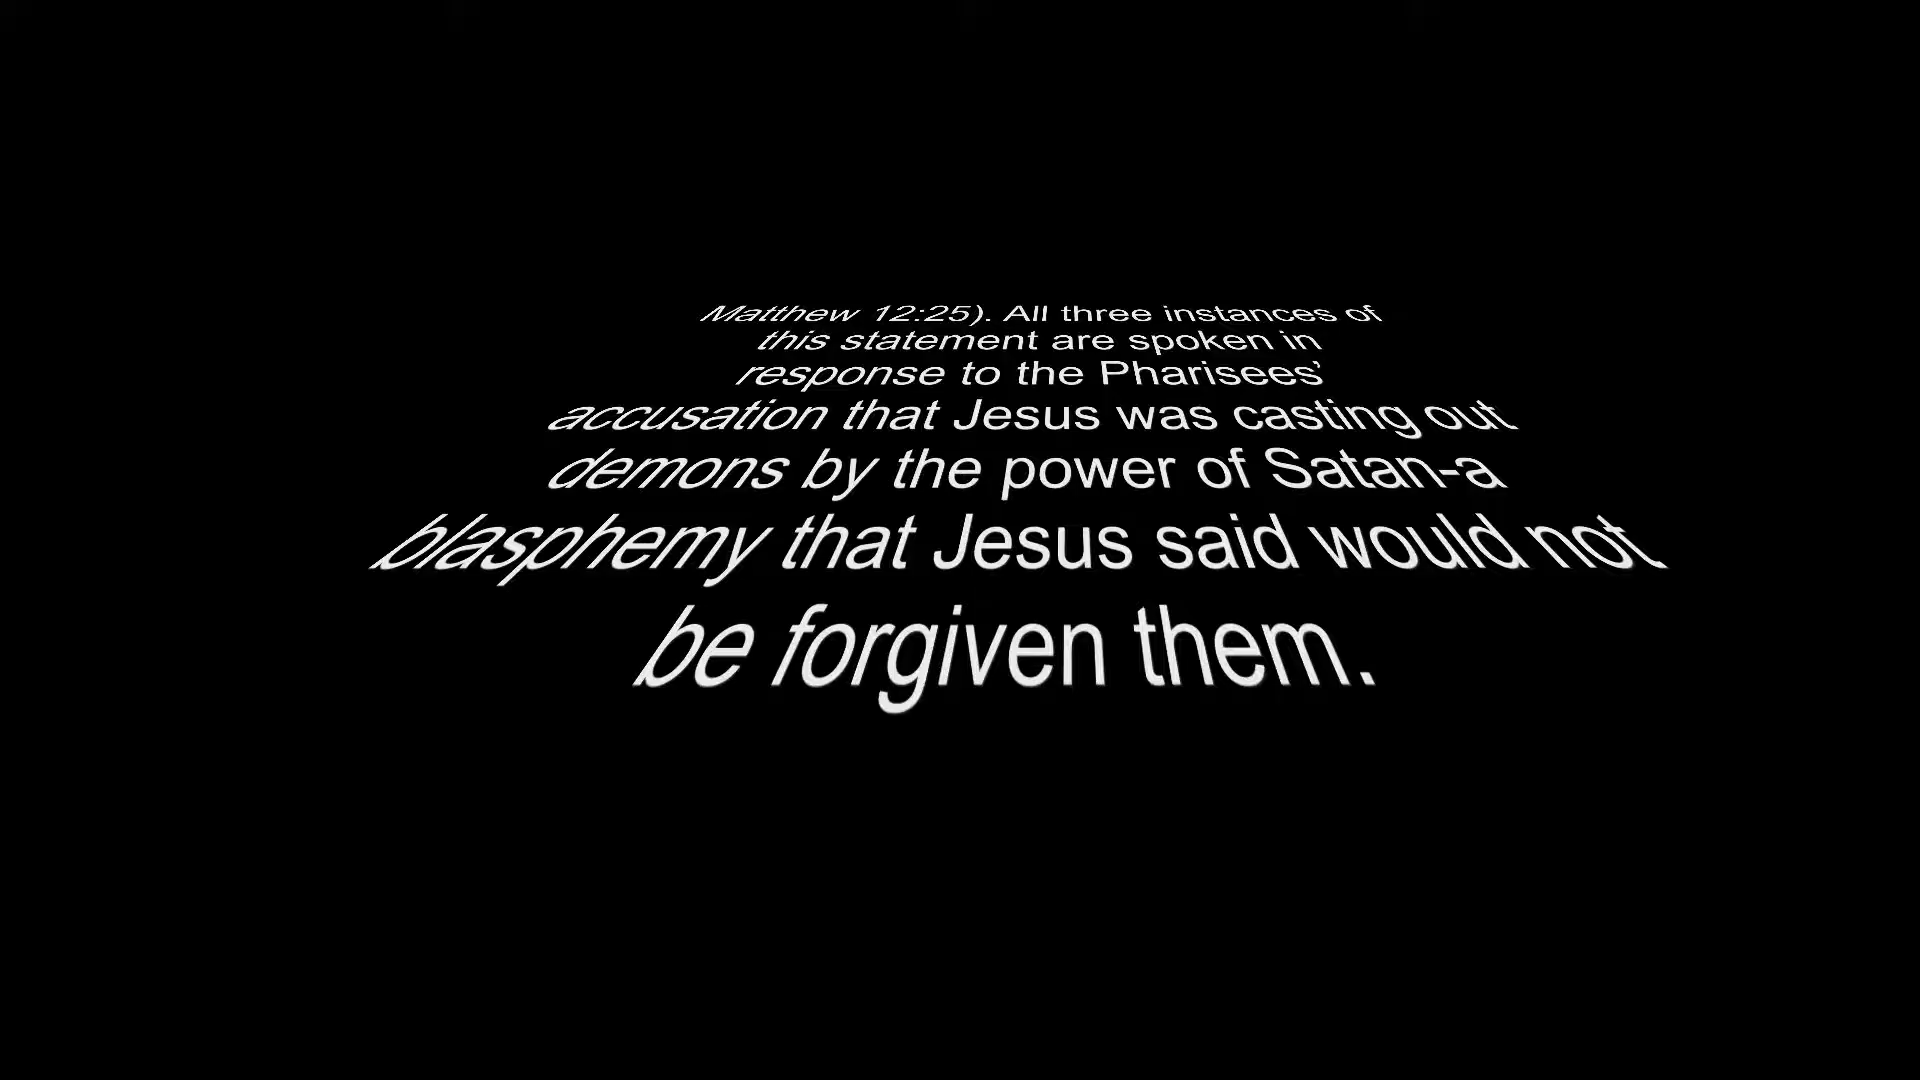 Matthew 12:25). All three instances of
this statement are spoken in
response to the Pharisees'
accusation that Jesus was casting out
demons by the power of Satan-a
blasphemy that Jesus said would not
be forgiven them.